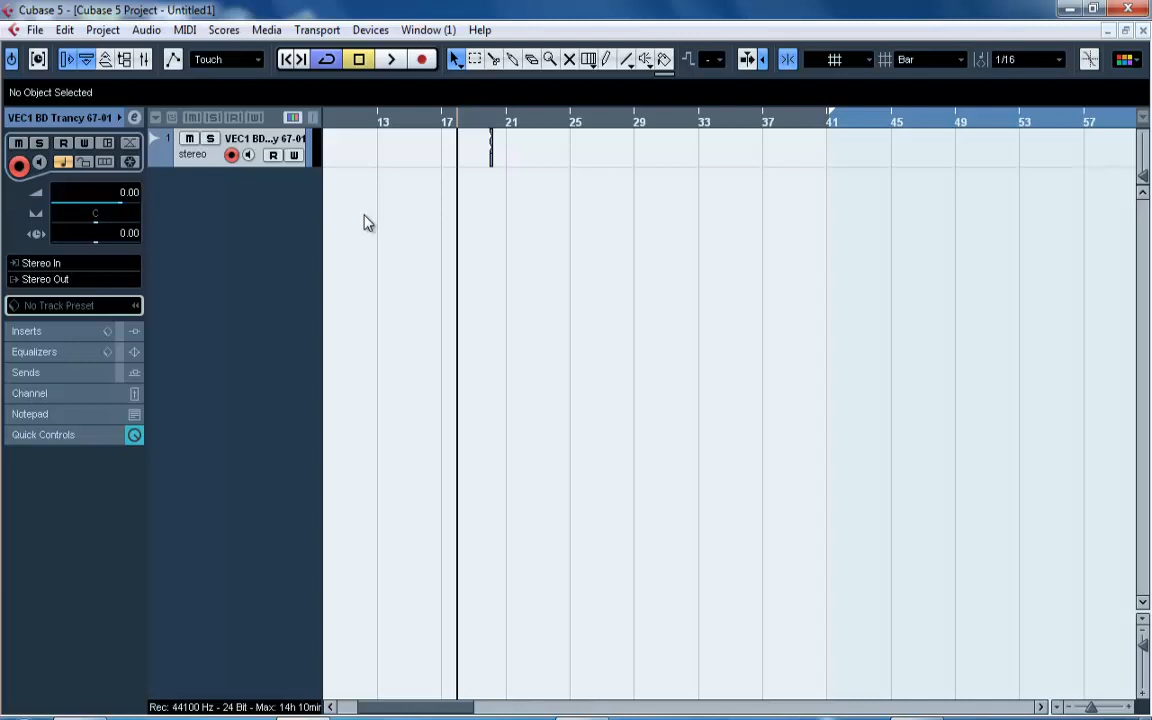 Cubase 5 - [Cubase 5 Project - Untitled1]
File Edit Project Audio MIDI Scores Media Transport Devices Window (1) Help
Touch - Bar 1/16
No Object Selected
VEC1 BD Trancy 67-01 e m s R W
13 17 21 25 29 33 37 41 45 49 53 57
m S R W
1 m S VEC1 BD...y 67-01
stereo R W
0.00
C
0.00
Stereo In
Stereo Out
No Track Preset
Inserts
Equalizers
Sends
Channel
Notepad
Quick Controls
Rec: 44100 Hz - 24 Bit - Max: 14h 10min